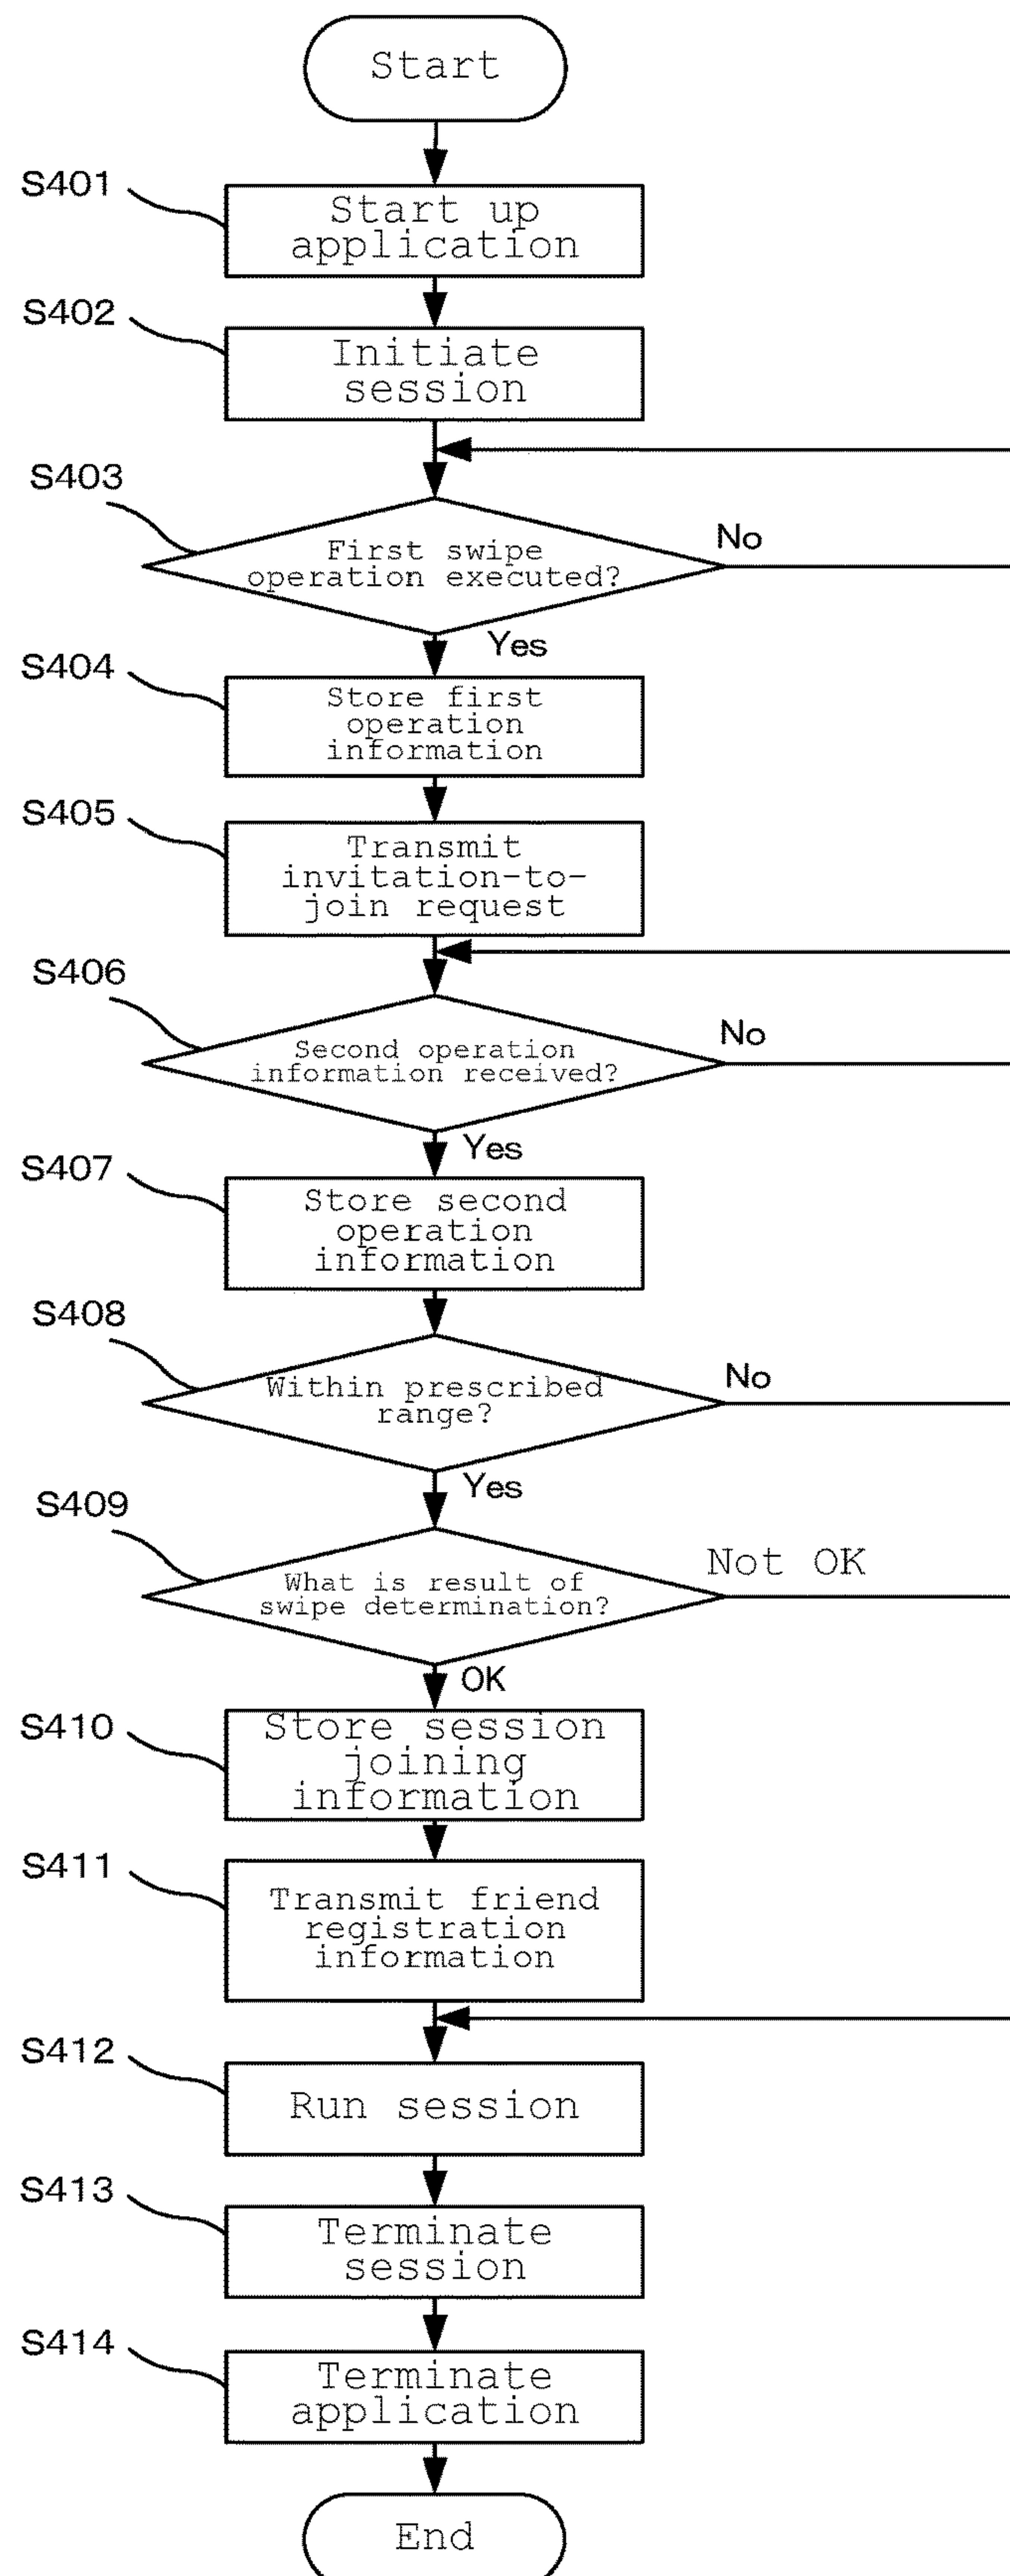 Start
S401
Start up
application
S402
Initiate
session
S403
First swipe
operation executed?
No
Yes
S404
Store first
operation
information
S405
Transmit
invitation-to-
join request
S406
Second operation
information received?
No
Yes
S407
Store second
operation
information
S408
Within prescribed
range?
No
Yes
S409
What is result of
swipe determination?
Not OK
OK
S410
Store session
joining
information
S411
Transmit friend
registration
information
S412
Run session
S413
Terminate
session
S414
Terminate
application
End